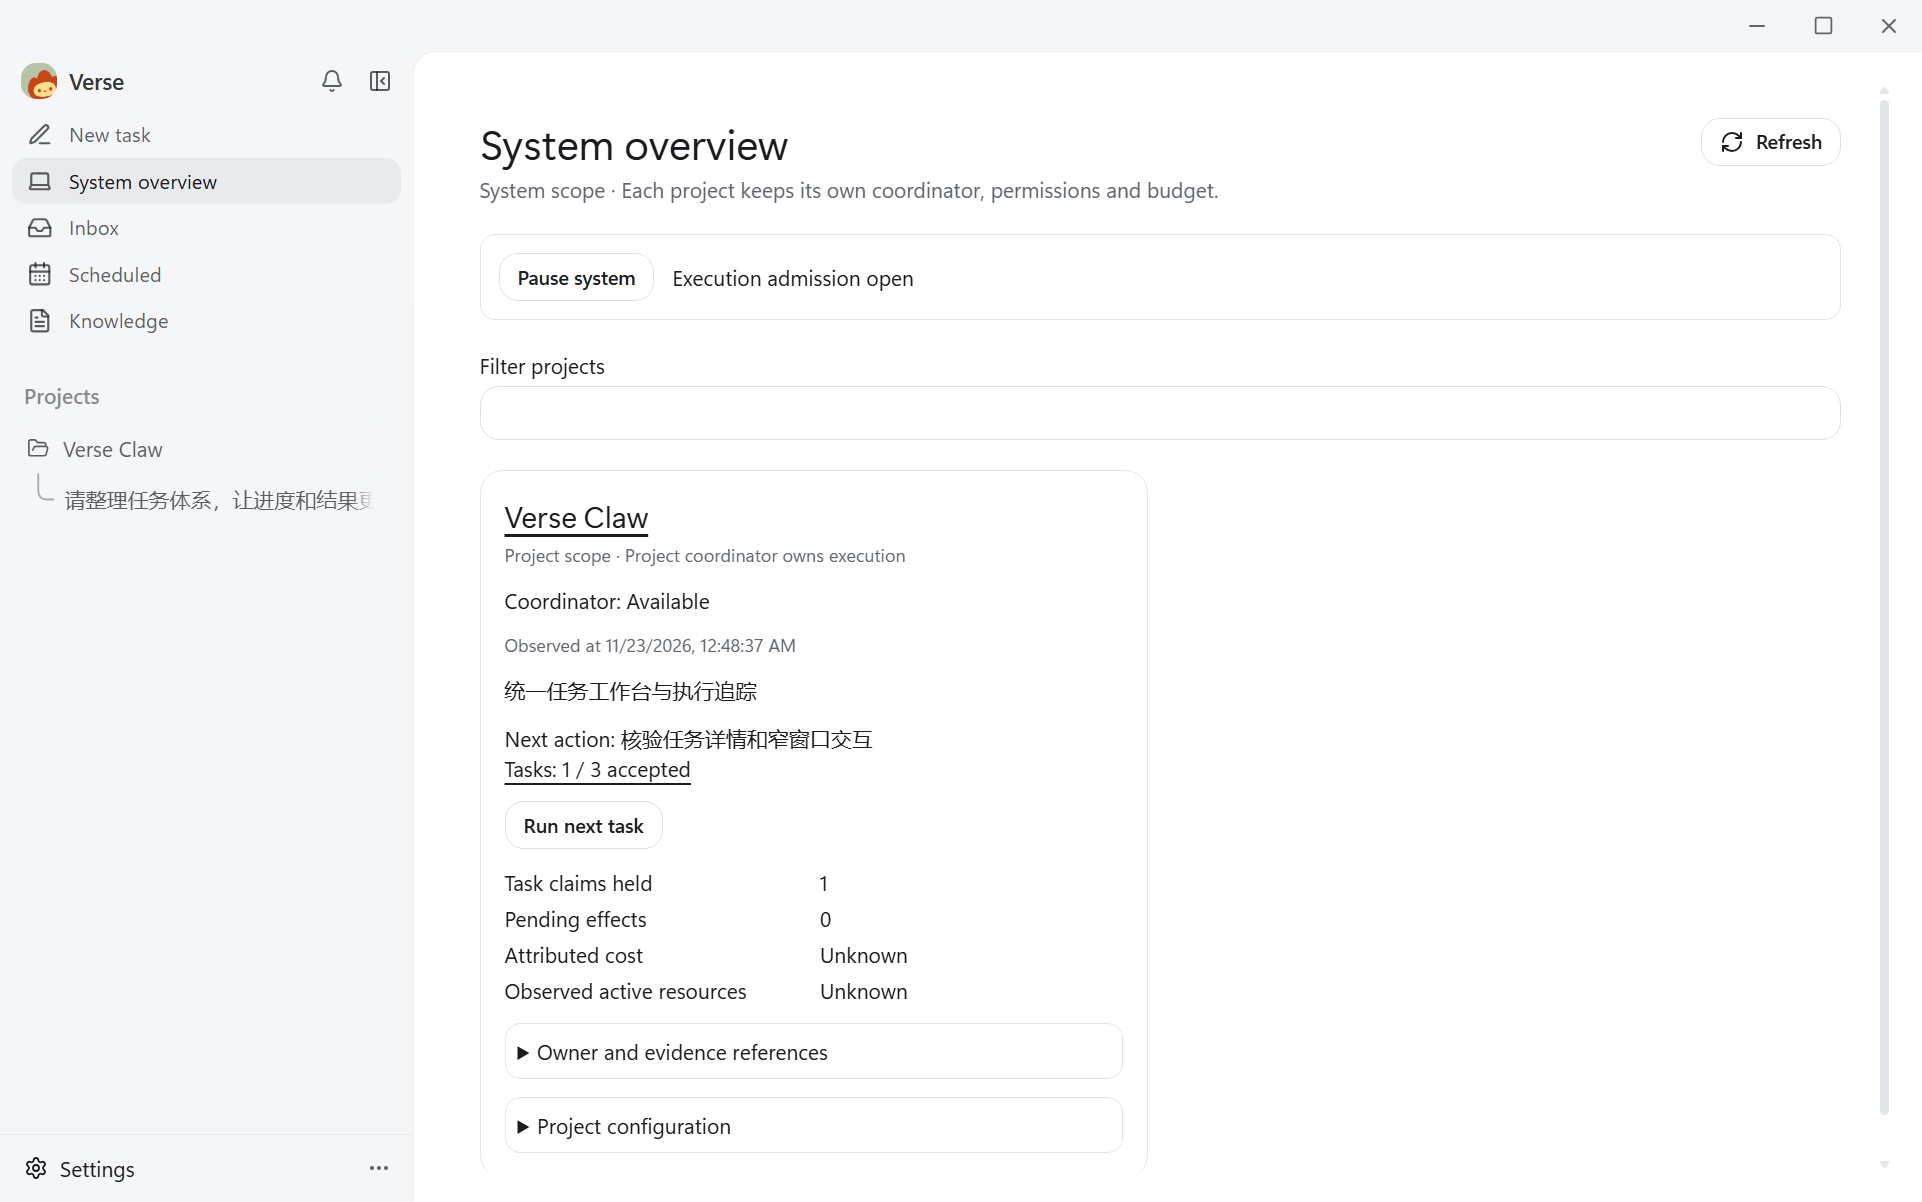 Verse
New task
System overview
Inbox
Scheduled
Knowledge
Projects
Verse Claw
请整理任务体系，让进度和结果
Settings
System overview
Refresh
System scope · Each project keeps its own coordinator, permissions and budget.
Pause system
Execution admission open
Filter projects
Verse Claw
Project scope · Project coordinator owns execution
Coordinator: Available
Observed at 11/23/2026, 12:48:37 AM
统一任务工作台与执行追踪
Next action: 核验任务详情和窄窗口交互
Tasks: 1 / 3 accepted
Run next task
Task claims held 1
Pending effects 0
Attributed cost Unknown
Observed active resources Unknown
Owner and evidence references
Project configuration